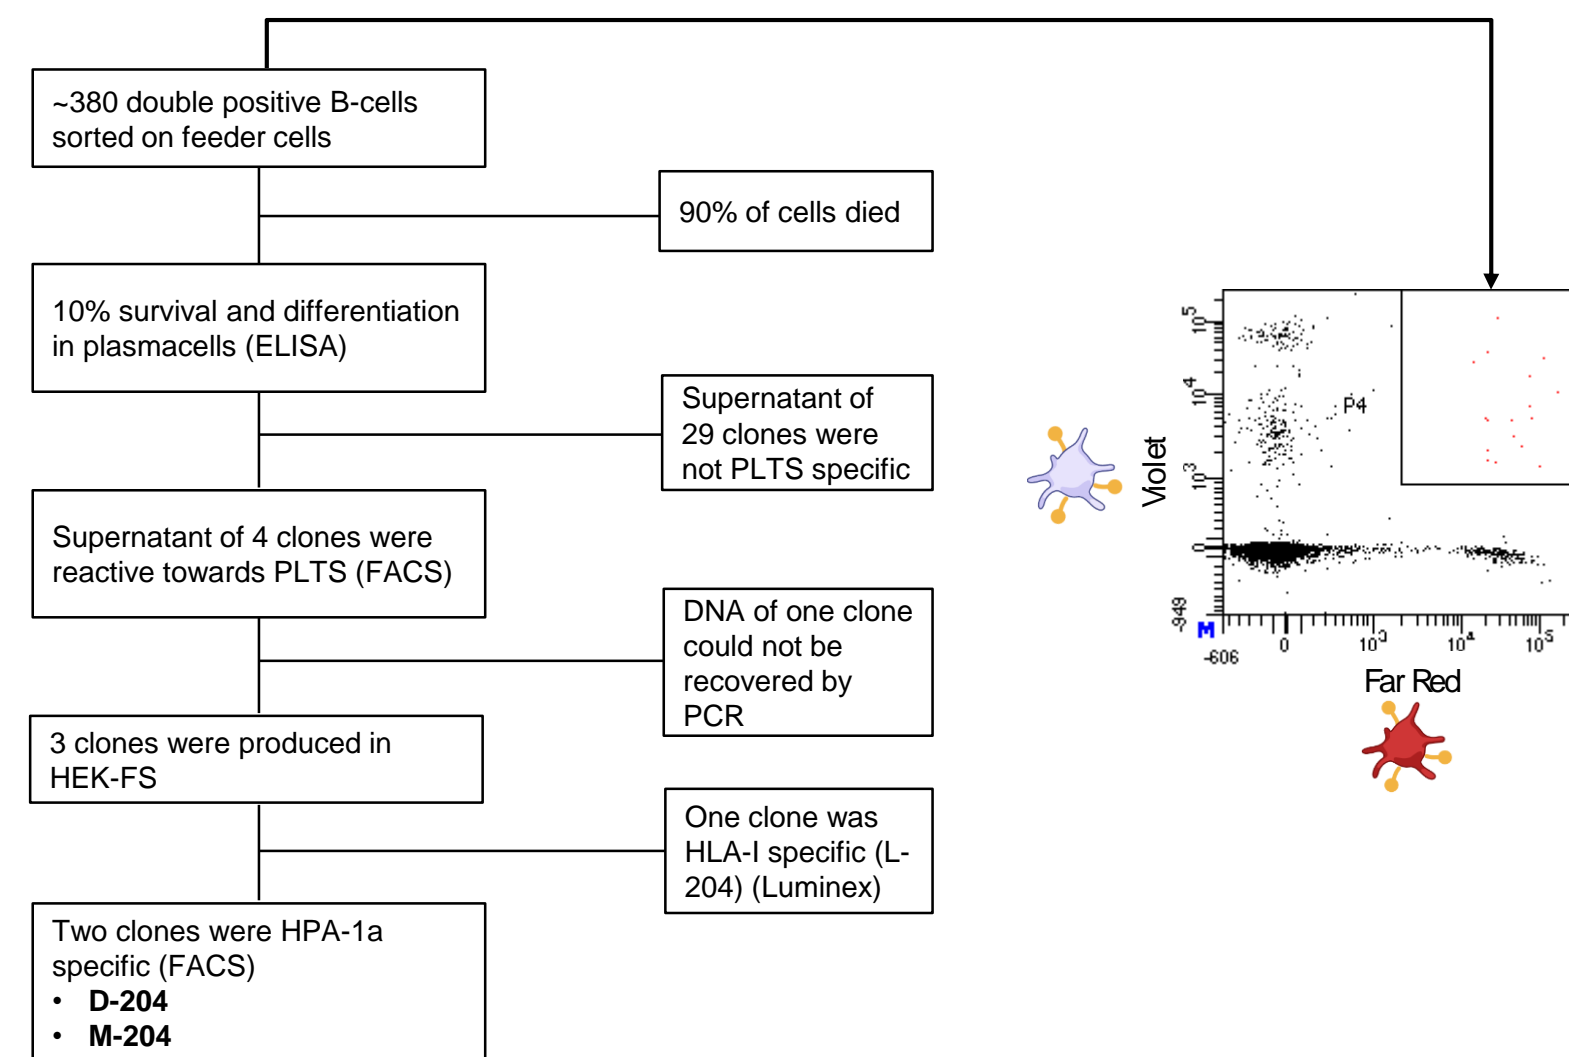 ~380 double positive B-cells
sorted on feeder cells
90% of cells died
10% survival and differentiation
in plasmacells (ELISA)
Supernatant of
29 clones were
not PLTS specific
Supernatant of 4 clones were
reactive towards PLTS (FACS)
DNA of one clone
could not be
recovered by
PCR
3 clones were produced in
HEK-FS
One clone was
HLA-I specific (L-
204) (Luminex)
Two clones were HPA-1a
specific (FACS)
• D-204
• M-204
Violet
10^5
10^4
10^3
0
-949
P4
M
-606
0
10^3
10^4
10^5
Far Red